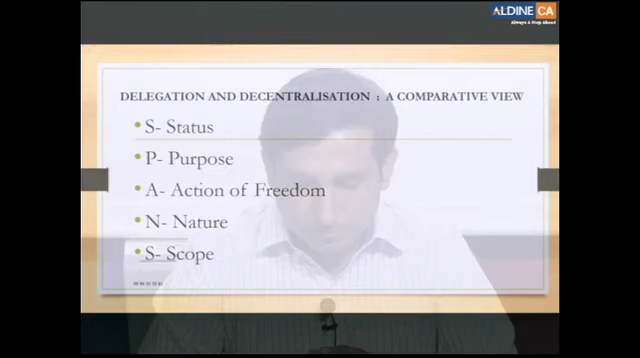 ALDINE CA
Always A Step Ahead
DELEGATION AND DECENTRALISATION : A COMPARATIVE VIEW
• S- Status
• P- Purpose
• A- Action of Freedom
• N- Nature
• S- Scope